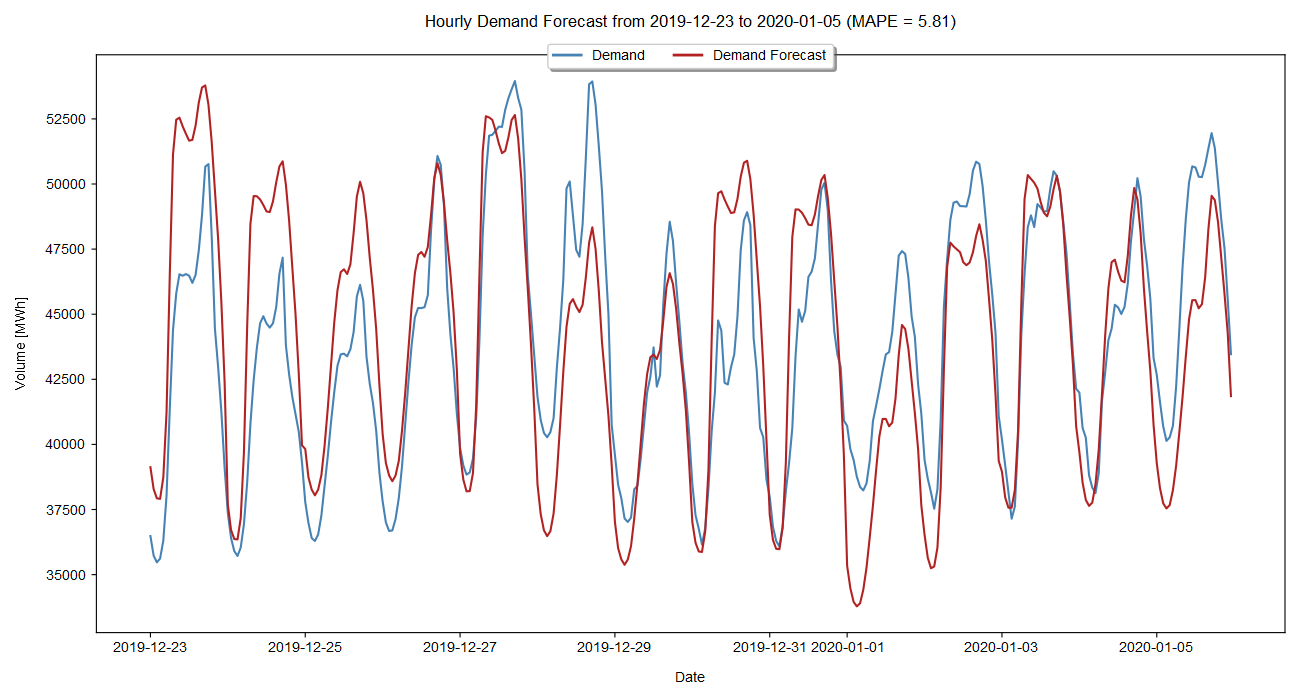 Hourly Demand Forecast from 2019-12-23 to 2020-01-05 (MAPE = 5.81)
Demand Demand Forecast
52500
50000
47500
45000
42500
40000
37500
35000
Volume [MWh]
2019-12-23 2019-12-25 2019-12-27 2019-12-29 2019-12-31 2020-01-01 2020-01-03 2020-01-05
Date